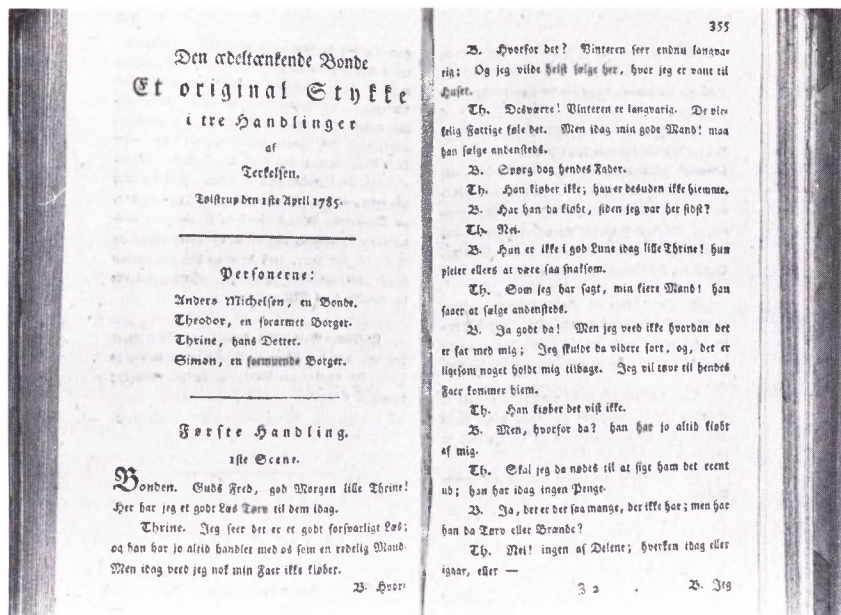 Den ædeltænkende Bonde
Et original Stykke
i tre Handlinger
af
Terkelsen.
Tølstrup den 1ste April 1785.
Personerne:
Anders Michelsen, en Bonde.
Theodor, en forarmet Borger.
Thrine, hans Dotter.
Simon, en formuende Borger.
Første Handling.
1ste Scene.
Bonden. Guds Fred, god Morgen lille Thrine!
Her har jeg et godt Læs Tørv til dem idag.
Thrine. Jeg seer det er et godt forsvarligt Læs;
og han har jo altid handlet med os som en redelig Mand.
Men idag veed jeg nok min Faer ikke kiøber.
B. Hvor-
355
B. Hvorfor det? Vinteren seer endnu langva-
rig; Og jeg vilde helst sælge her, hvor jeg er vant til
Huset.
Th. Desværre! Vinteren er langvarig. De vir-
kelig Fattige føle det. Men idag min gode Mand! maa
han sælge andensteds.
B. Spørg dog hendes Fader.
Th. Han kiøber ikke; han er desuden ikke hiemme.
B. Har han da kiøbt, siden jeg var her sidst?
Th. Nei.
B. Hun er ikke i god Lune idag lille Thrine! hun
pleier ellers at være saa snaksom.
Th. Som jeg har sagt, min kiere Mand! han
faaer at sælge andensteds.
B. Ja godt da! Men jeg veed ikke hvordan det
er fat med mig; Jeg skulde da videre fort, og, det er
ligesom noget holdt mig tilbage. Jeg vil tøve til hendes
Faer kommer hiem.
Th. Han kiøber det vist ikke.
B. Men, hvorfor da? han har jo altid kiøbt
af mig.
Th. Skal jeg da nødes til at sige ham det reent
ud; han har idag ingen Penge.
B. Ja, det er der saa mange, der ikke har; men har
han da Tørv eller Brænde?
Th. Nei! ingen af Delene; hverken idag eller
igaar, eller —
Z 2
B. Jeg